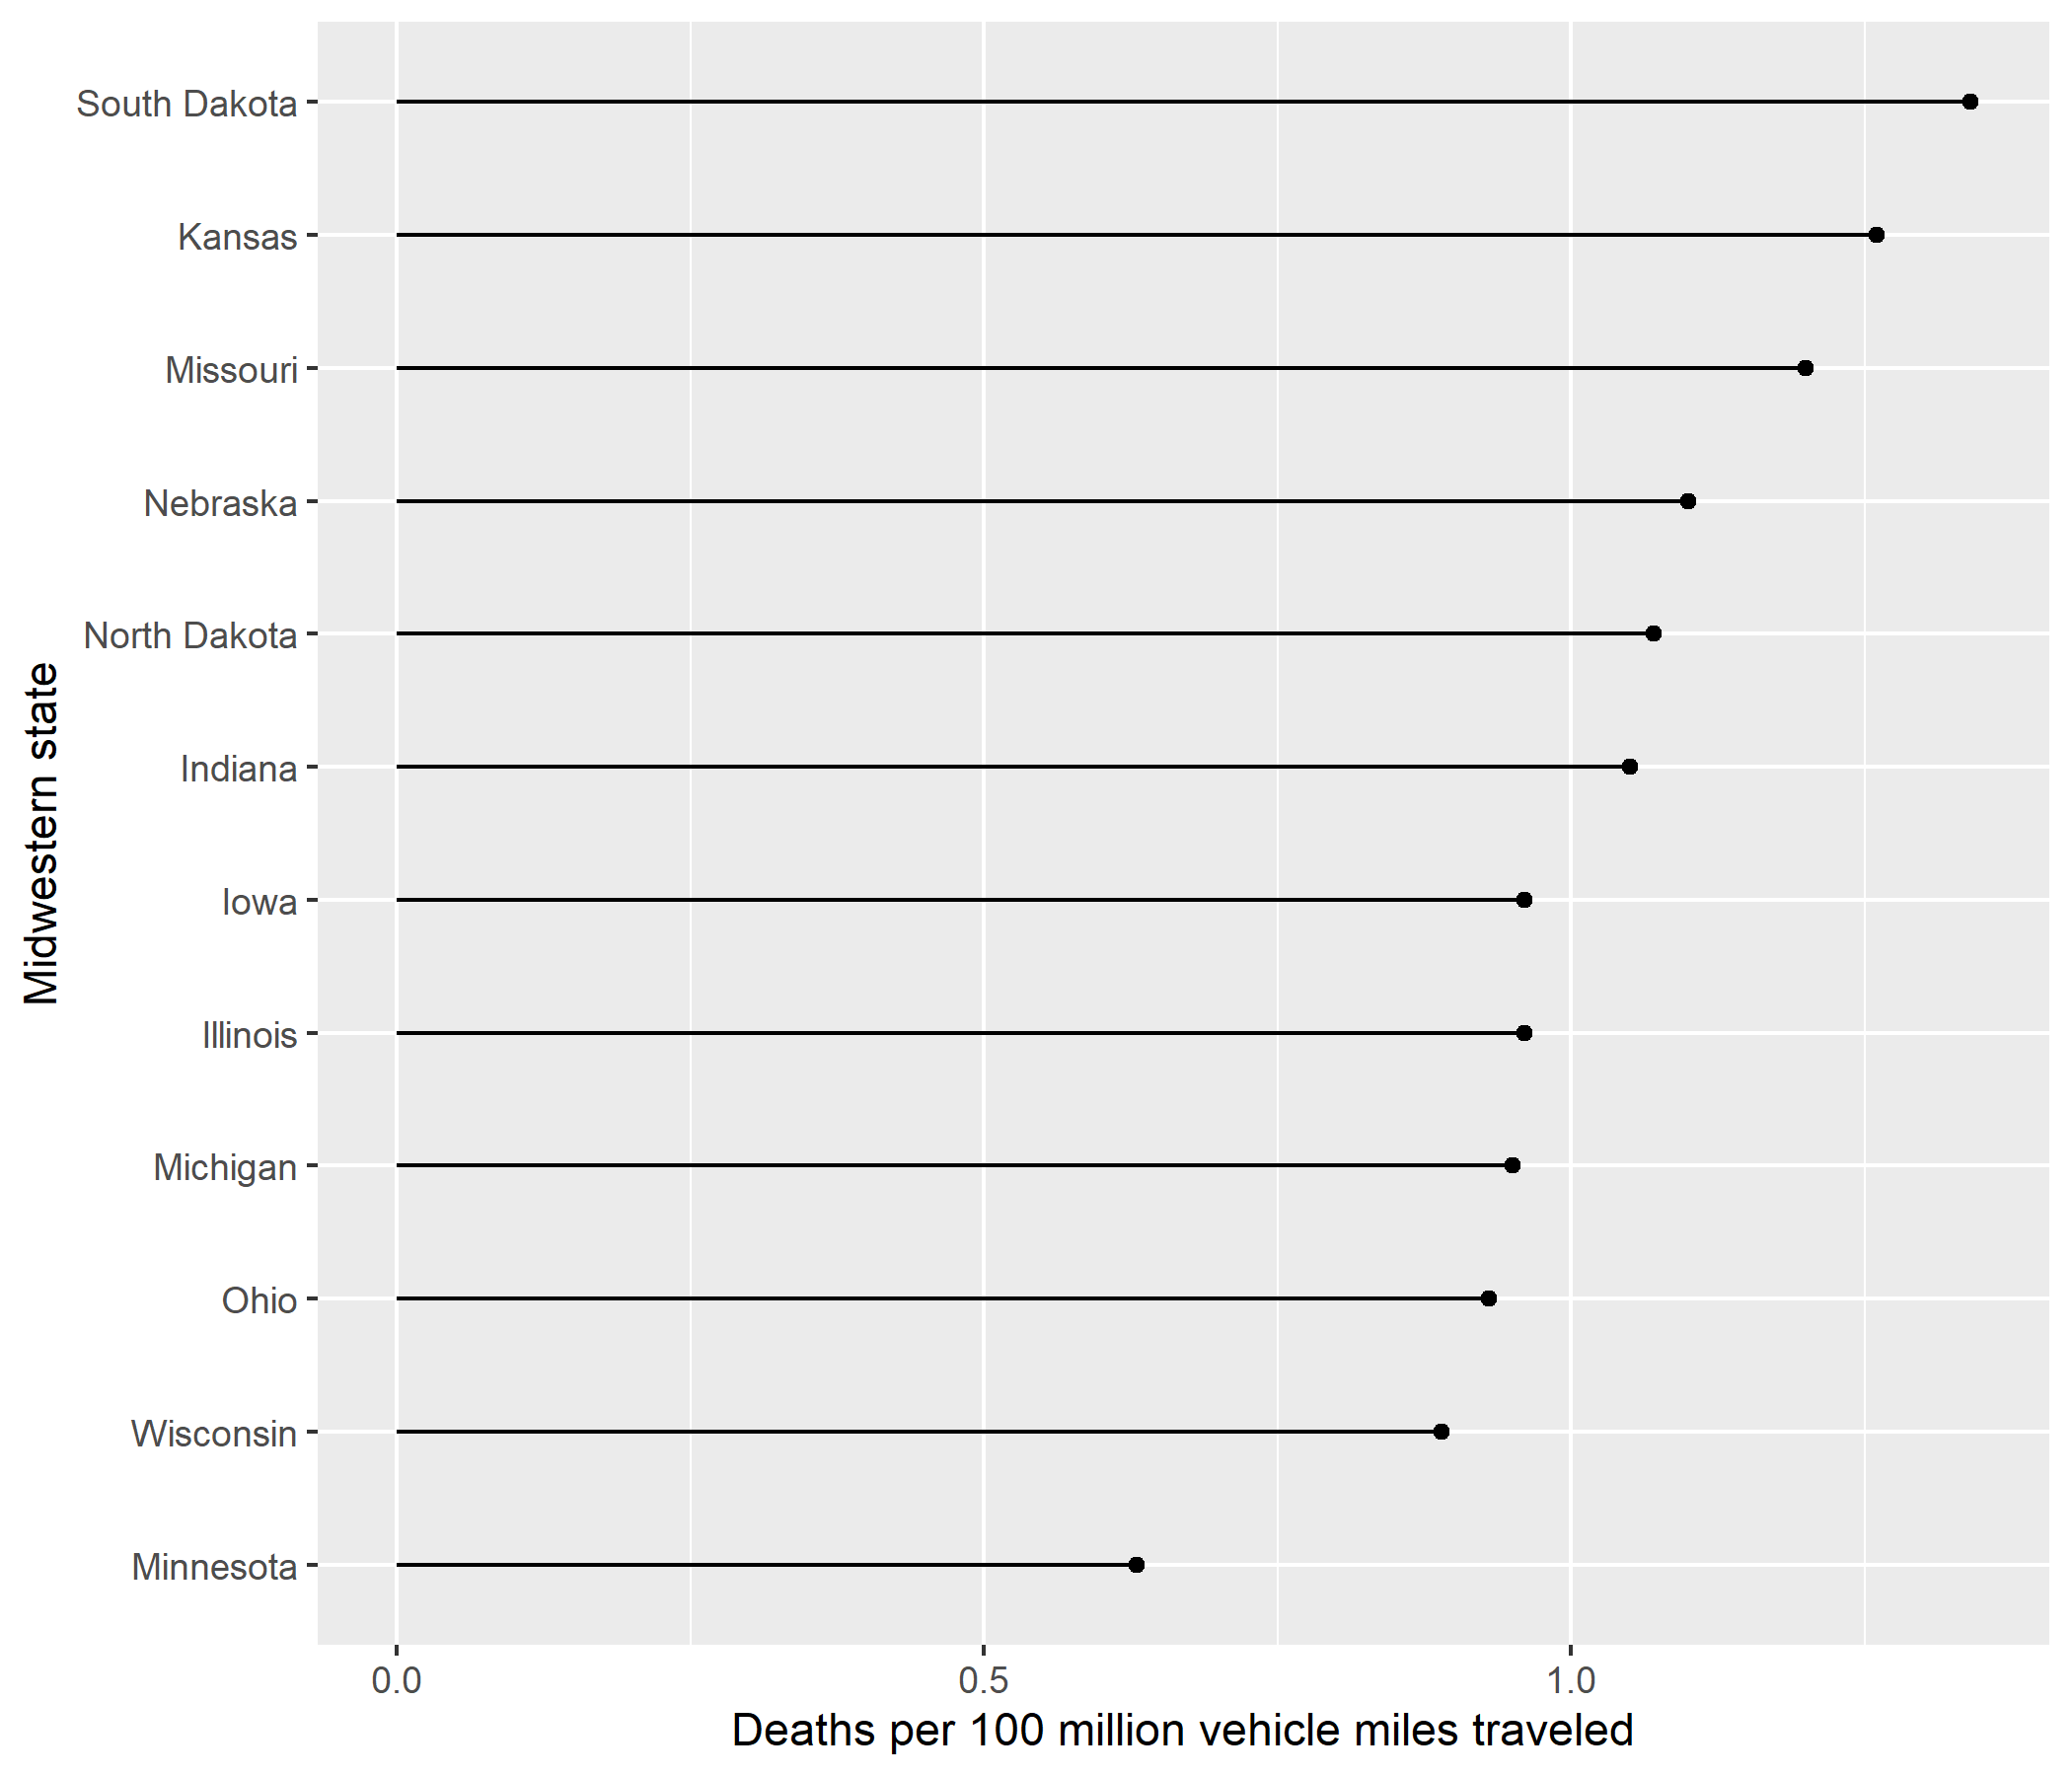 South Dakota
Kansas
Missouri
Nebraska
North Dakota
Indiana
Iowa
Illinois
Michigan
Ohio
Wisconsin
Minnesota
Midwestern state
0.0 0.5 1.0
Deaths per 100 million vehicle miles traveled